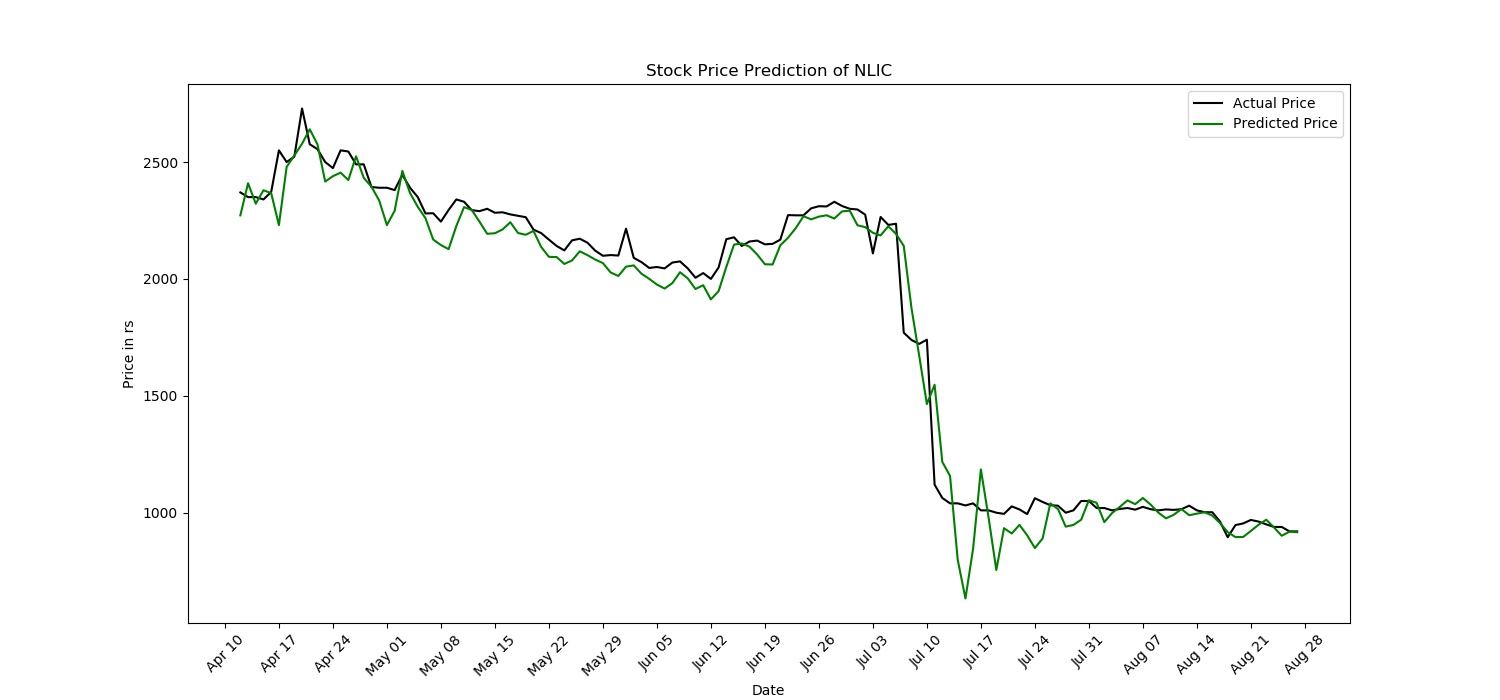 Stock Price Prediction of NLIC
Actual Price
Predicted Price
Price in rs
2500
2000
1500
1000
Apr 10
Apr 17
Apr 24
May 01
May 08
May 15
May 22
May 29
Jun 05
Jun 12
Jun 19
Jun 26
Jul 03
Jul 10
Jul 17
Jul 24
Jul 31
Aug 07
Aug 14
Aug 21
Aug 28
Date